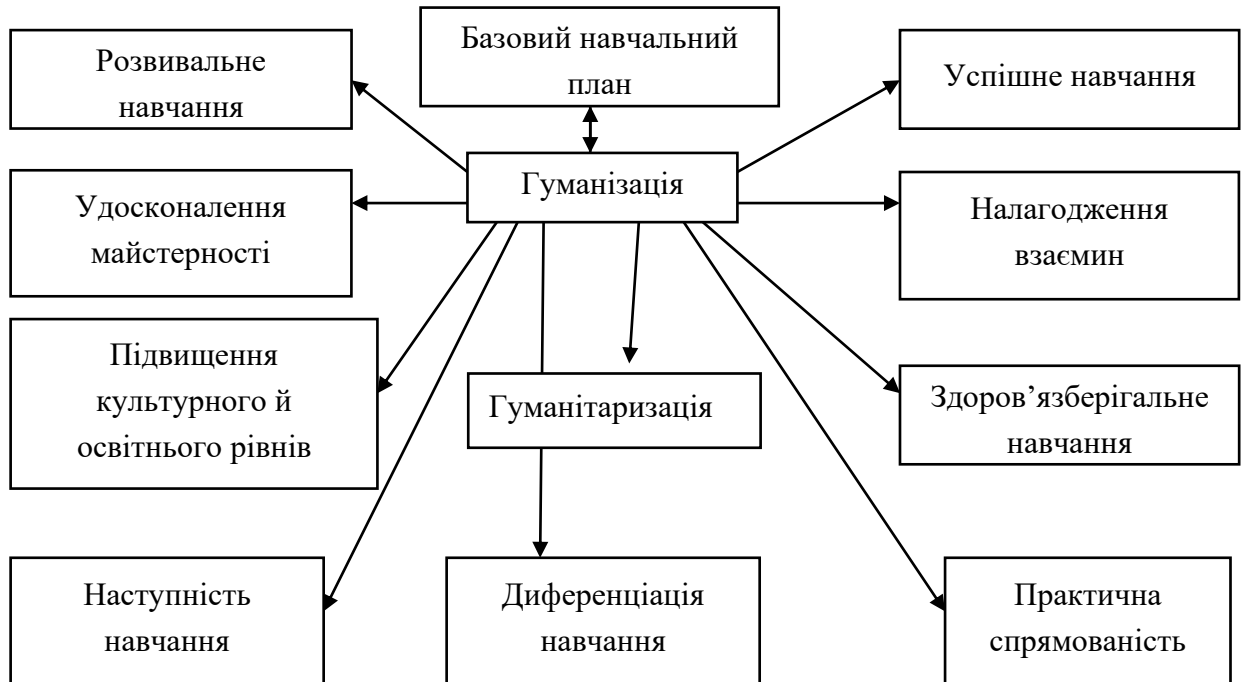 Базовий навчальний
план
Розвивальне
навчання
Успішне навчання
Гуманізація
Удосконалення
майстерності
Налагодження
взаємин
Підвищення
культурного й
освітнього рівнів
Гуманітаризація
Здоров’язберігальне
навчання
Наступність
навчання
Диференціація
навчання
Практична
спрямованість